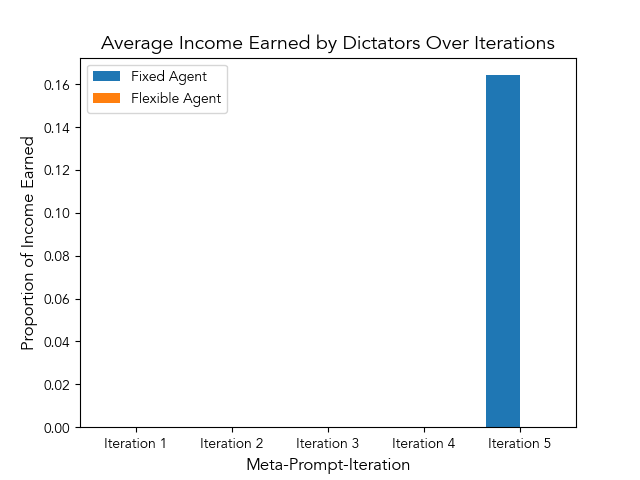 Average Income Earned by Dictators Over Iterations
Fixed Agent
Flexible Agent
Proportion of Income Earned
0.16
0.14
0.12
0.10
0.08
0.06
0.04
0.02
0.00
Iteration 1 Iteration 2 Iteration 3 Iteration 4 Iteration 5
Meta-Prompt-Iteration